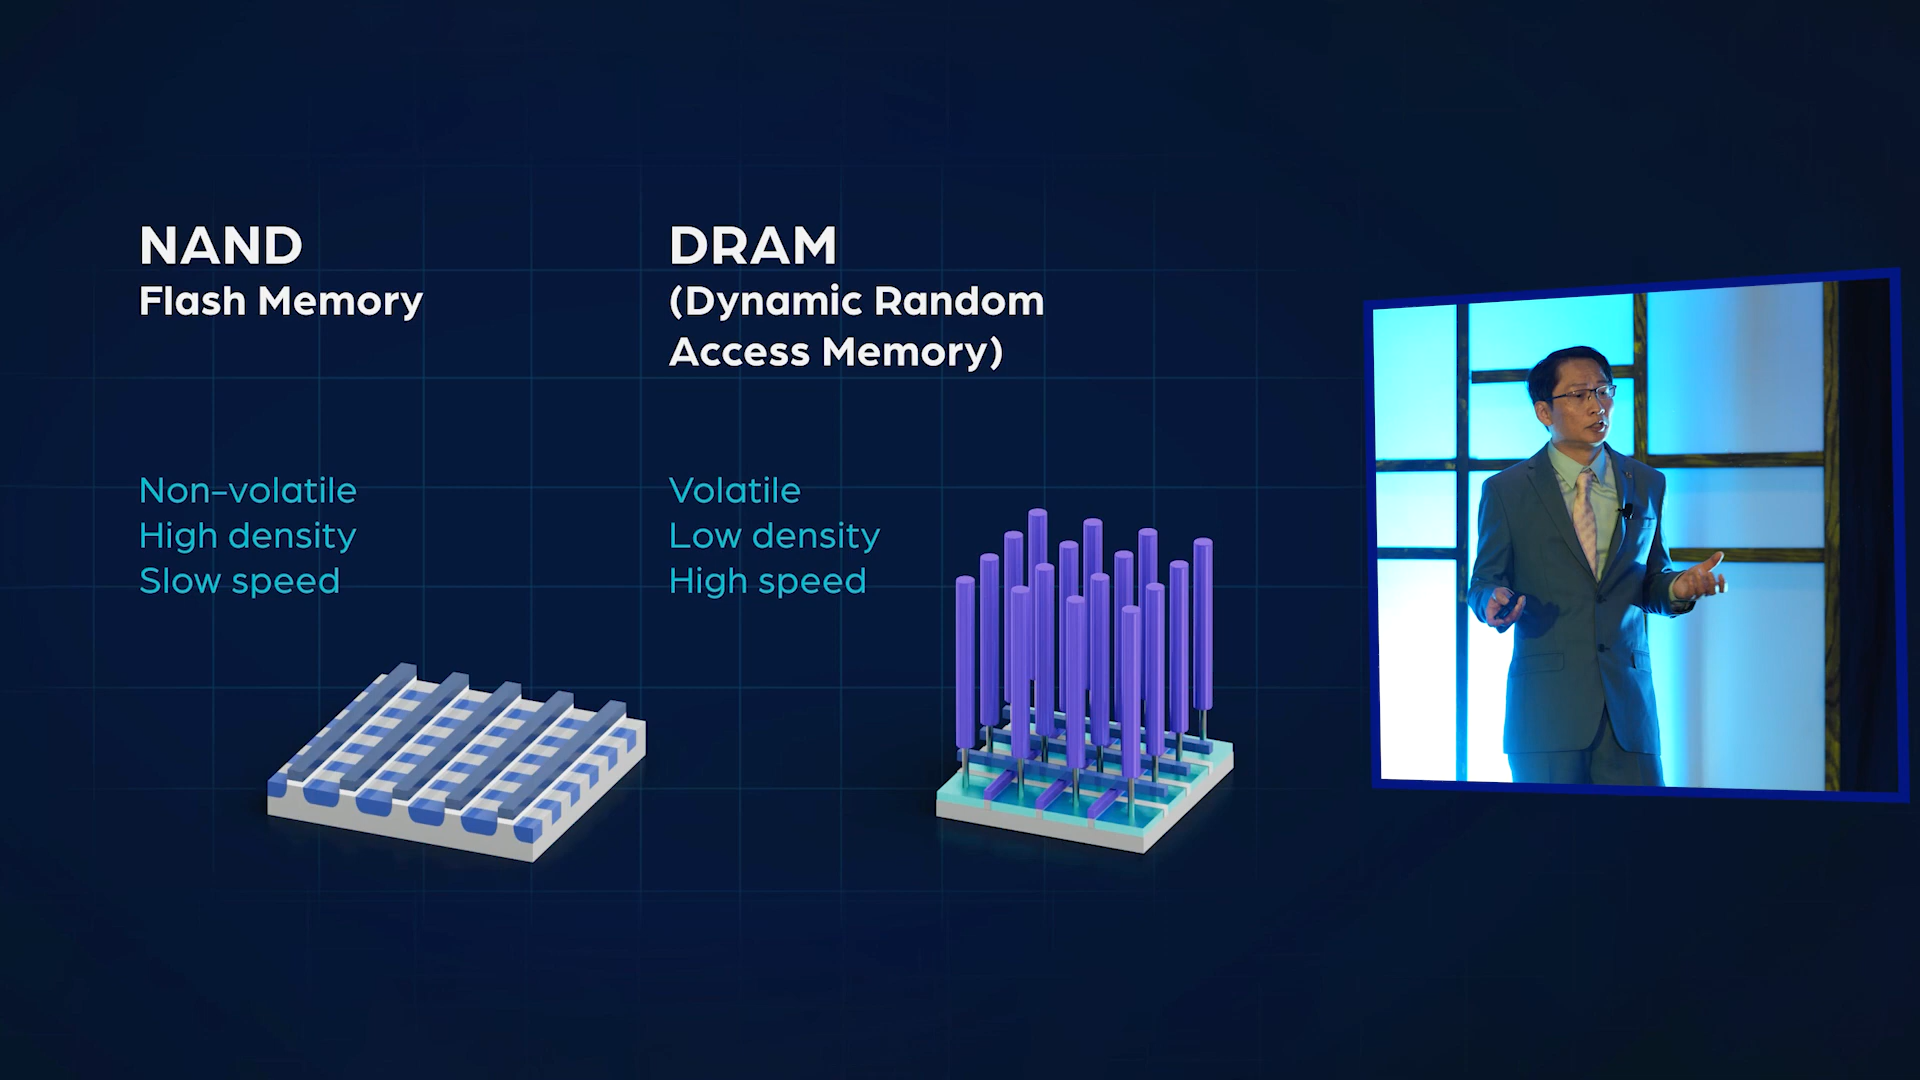 NAND
Flash Memory
Non-volatile
High density
Slow speed
DRAM
(Dynamic Random
Access Memory)
Volatile
Low density
High speed